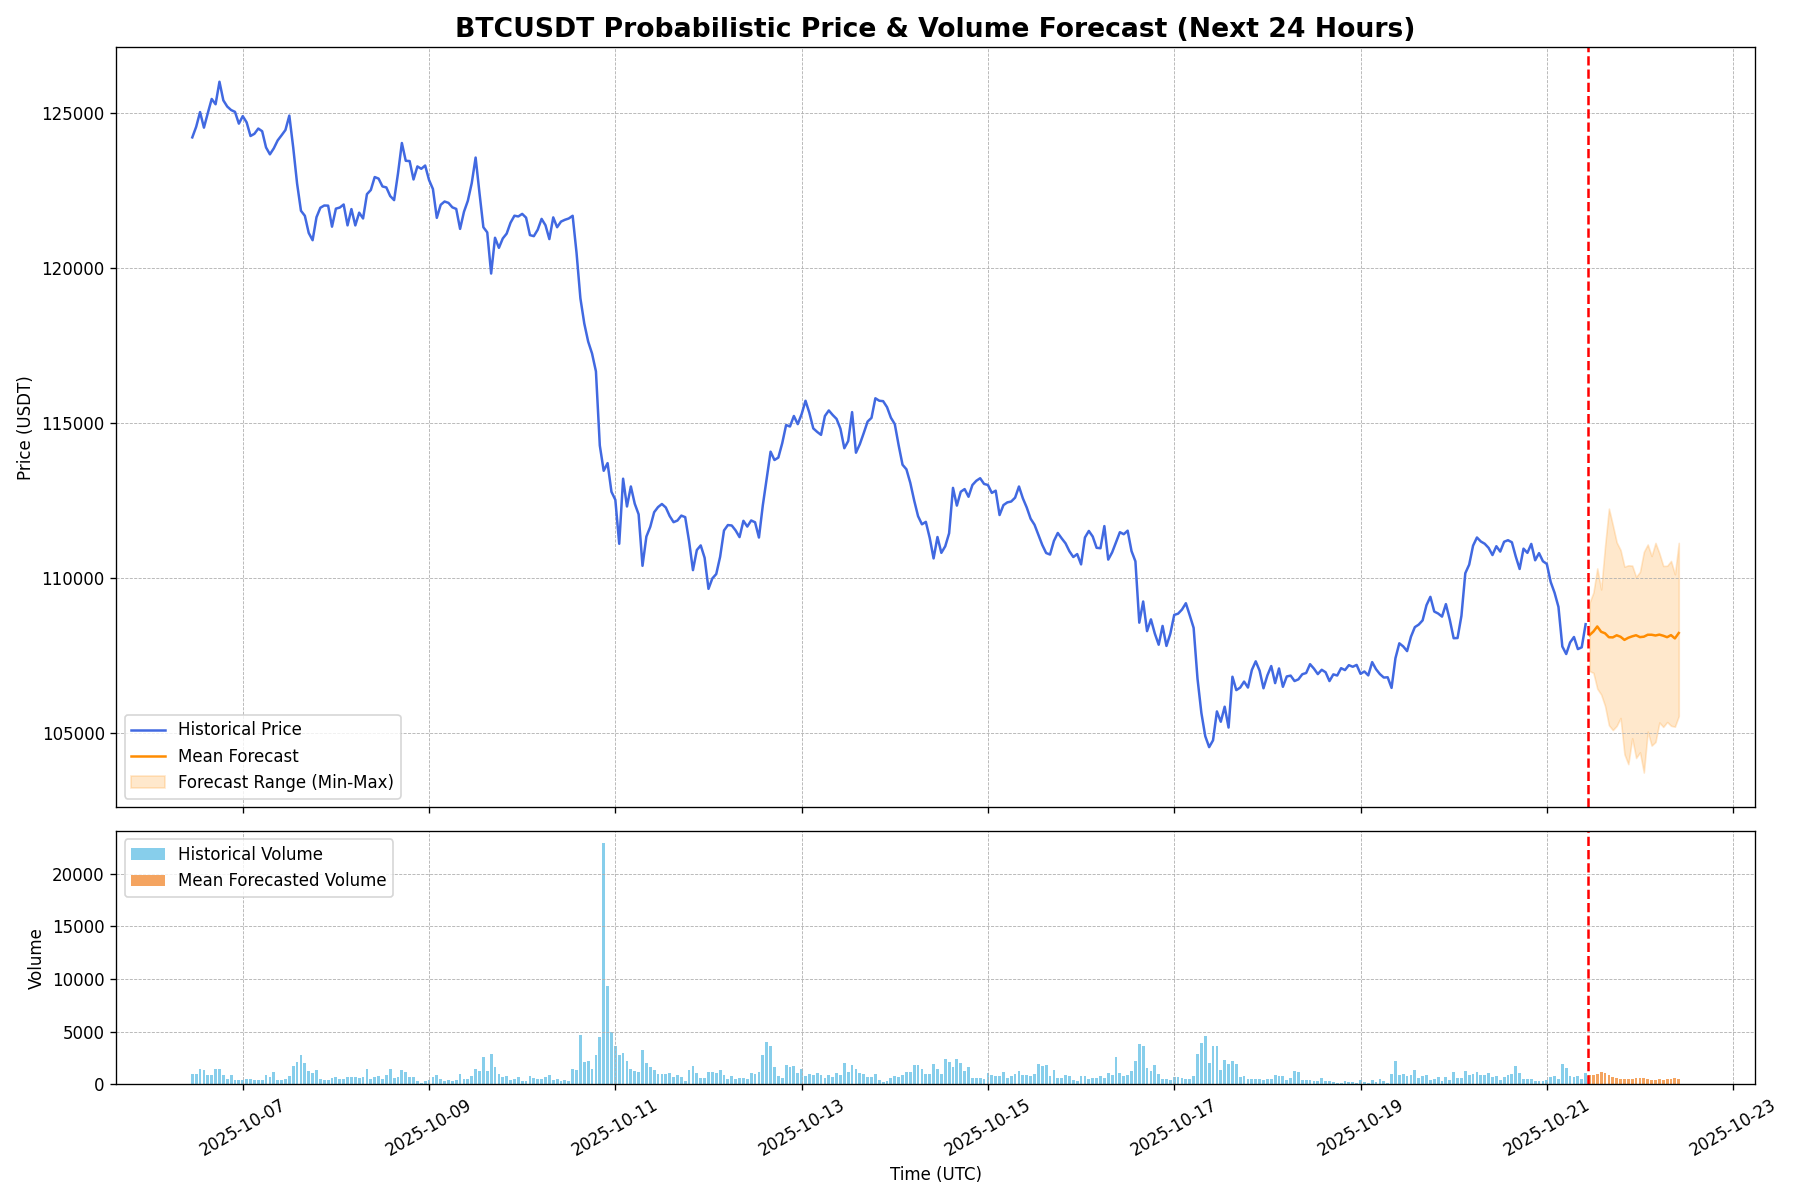 BTCUSDT Probabilistic Price & Volume Forecast (Next 24 Hours)
125000
120000
115000
110000
105000
Price (USDT)
Historical Price
Mean Forecast
Forecast Range (Min-Max)
Historical Volume
Mean Forecasted Volume
20000
15000
10000
5000
0
Volume
2025-10-07
2025-10-09
2025-10-11
2025-10-13
2025-10-15
2025-10-17
2025-10-19
2025-10-21
2025-10-23
Time (UTC)